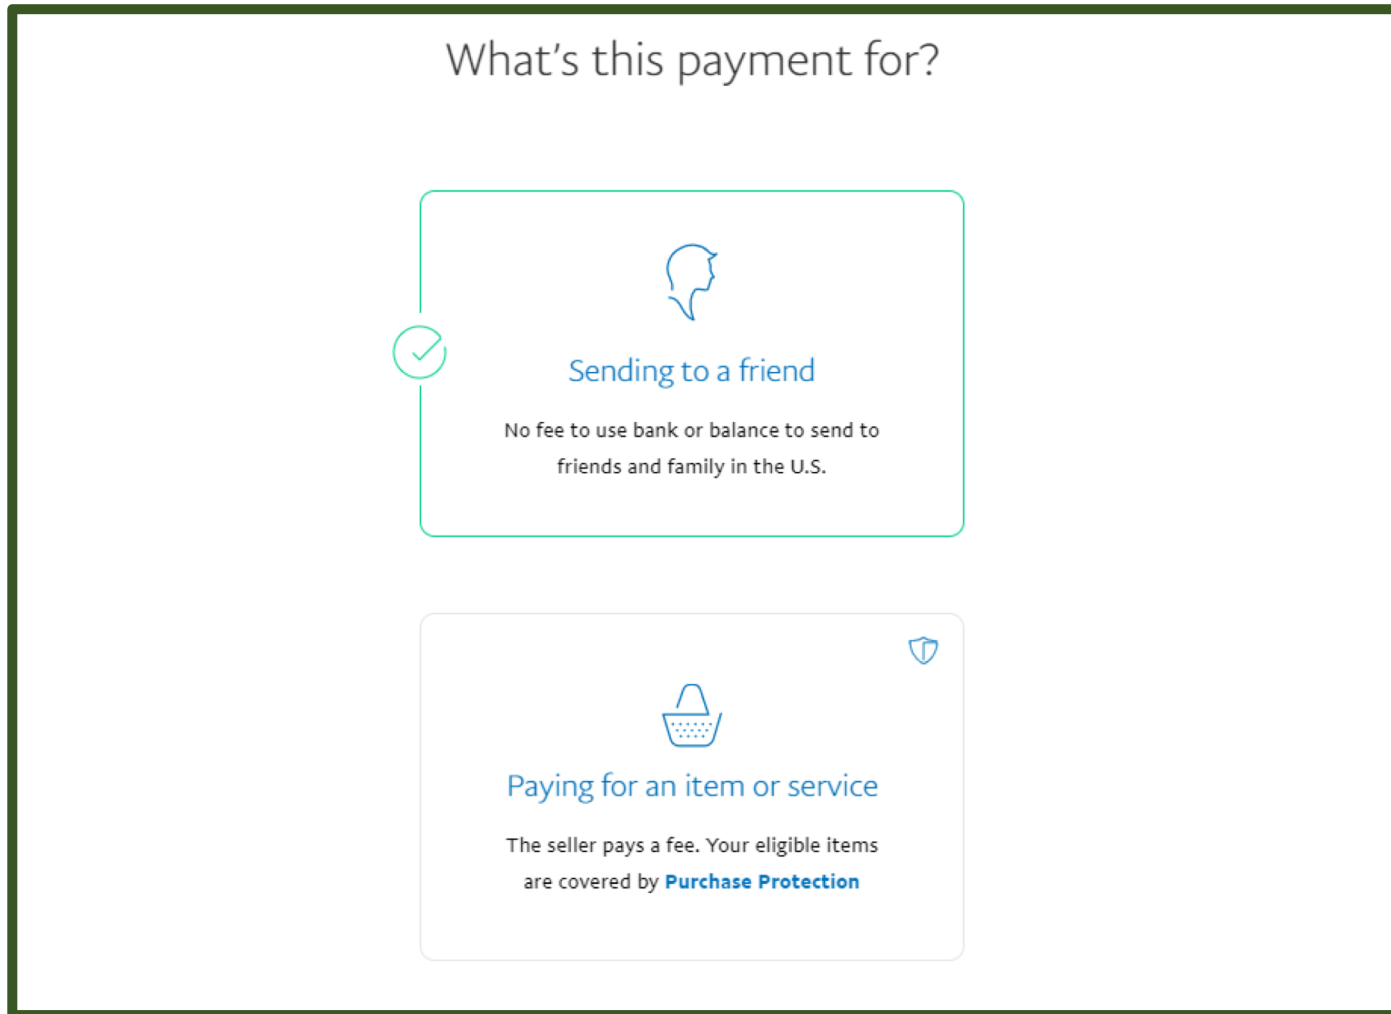 What's this payment for?
Sending to a friend
No fee to use bank or balance to send to
friends and family in the U.S.
Paying for an item or service
The seller pays a fee. Your eligible items
are covered by Purchase Protection